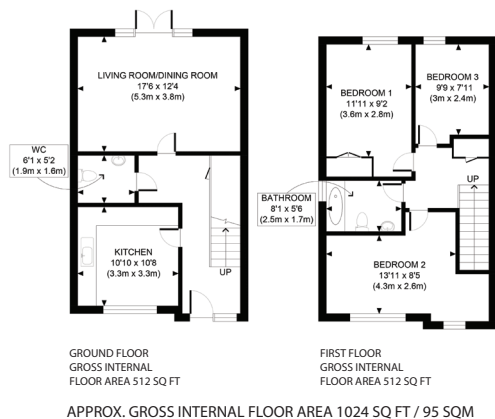 LIVING ROOM/DINING ROOM
17'6 x 12'4
(5.3m x 3.8m)
WC
6'1 x 5'2
(1.9m x 1.6m)
KITCHEN
10'10 x 10'8
(3.3m x 3.3m)
UP
BEDROOM 1
11'11 x 9'2
(3.6m x 2.8m)
BEDROOM 3
9'9 x 7'11
(3m x 2.4m)
BATHROOM
8'1 x 5'6
(2.5m x 1.7m)
UP
BEDROOM 2
13'11 x 8'5
(4.3m x 2.6m)
GROUND FLOOR
GROSS INTERNAL
FLOOR AREA 512 SQ FT
FIRST FLOOR
GROSS INTERNAL
FLOOR AREA 512 SQ FT
APPROX. GROSS INTERNAL FLOOR AREA 1024 SQ FT / 95 SQM